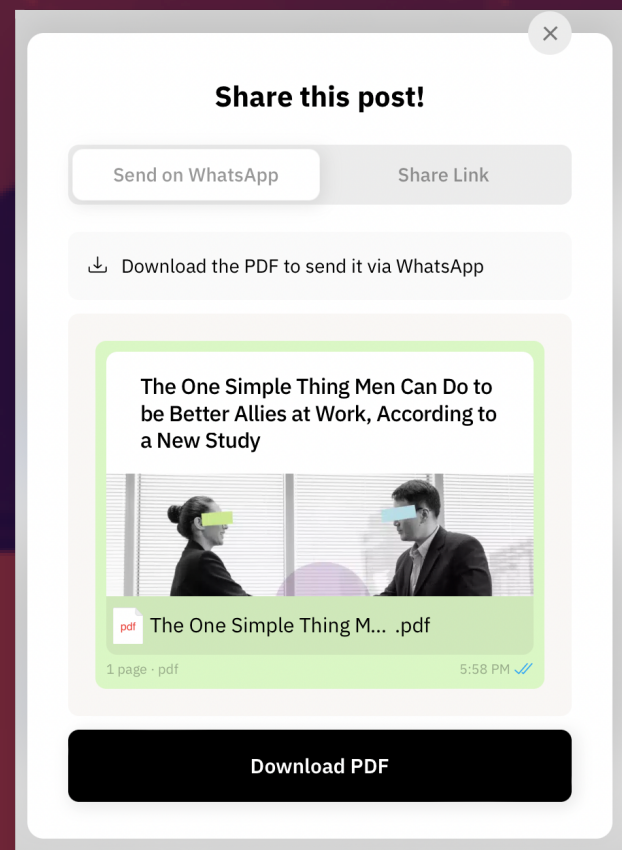 Share this post!
Send on WhatsApp
Share Link
Download the PDF to send it via WhatsApp
The One Simple Thing Men Can Do to
be Better Allies at Work, According to
a New Study
pdf
The One Simple Thing M... .pdf
1 page · pdf
5:58 PM
Download PDF